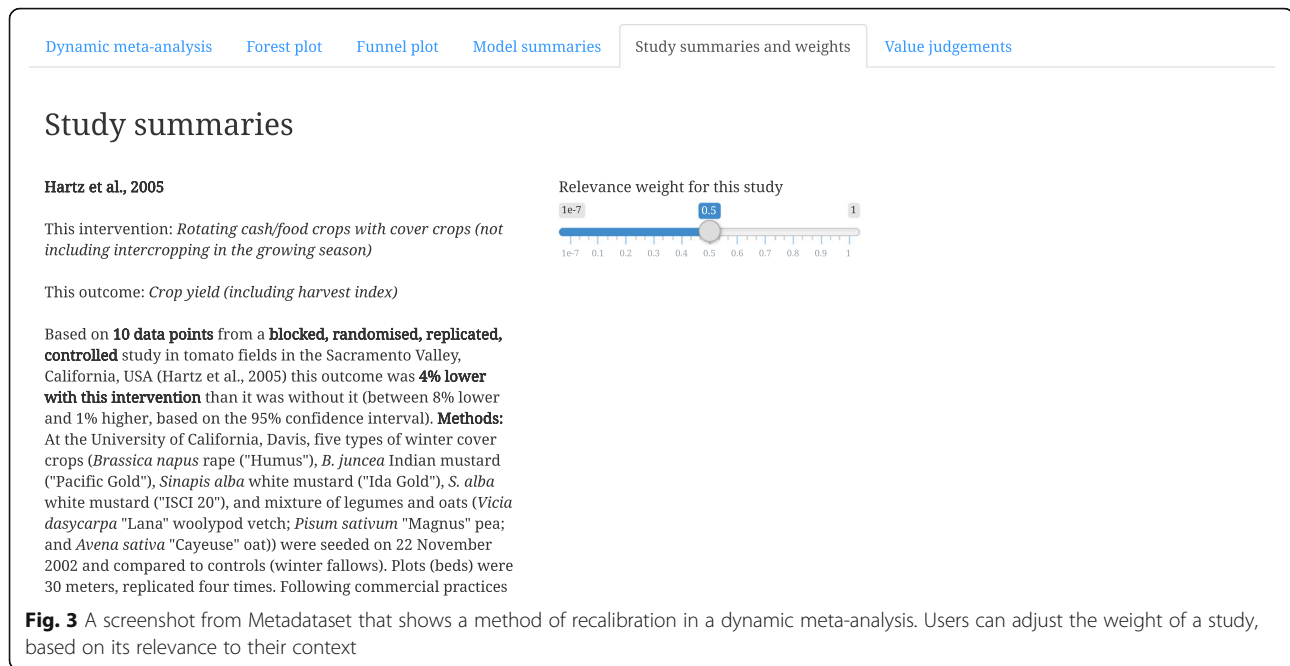 Dynamic meta-analysis Forest plot Funnel plot Model summaries Study summaries and weights Value judgements
Study summaries
Hartz et al., 2005
This intervention: Rotating cash/food crops with cover crops (not
including intercropping in the growing season)
This outcome: Crop yield (including harvest index)
Based on 10 data points from a blocked, randomised, replicated,
controlled study in tomato fields in the Sacramento Valley,
California, USA (Hartz et al., 2005) this outcome was 4% lower
with this intervention than it was without it (between 8% lower
and 1% higher, based on the 95% confidence interval). Methods:
At the University of California, Davis, five types of winter cover
crops (Brassica napus rape ("Humus"), B. juncea Indian mustard
("Pacific Gold"), Sinapis alba white mustard ("Ida Gold"), S. alba
white mustard ("ISCI 20"), and mixture of legumes and oats (Vicia
dasycarpa "Lana" woolypod vetch; Pisum sativum "Magnus" pea;
and Avena sativa "Cayeuse" oat)) were seeded on 22 November
2002 and compared to controls (winter fallows). Plots (beds) were
30 meters, replicated four times. Following commercial practices
Relevance weight for this study
1e-7 0.5 1
1e-7 0.1 0.2 0.3 0.4 0.5 0.6 0.7 0.8 0.9 1
Fig. 3 A screenshot from Metadataset that shows a method of recalibration in a dynamic meta-analysis. Users can adjust the weight of a study,
based on its relevance to their context